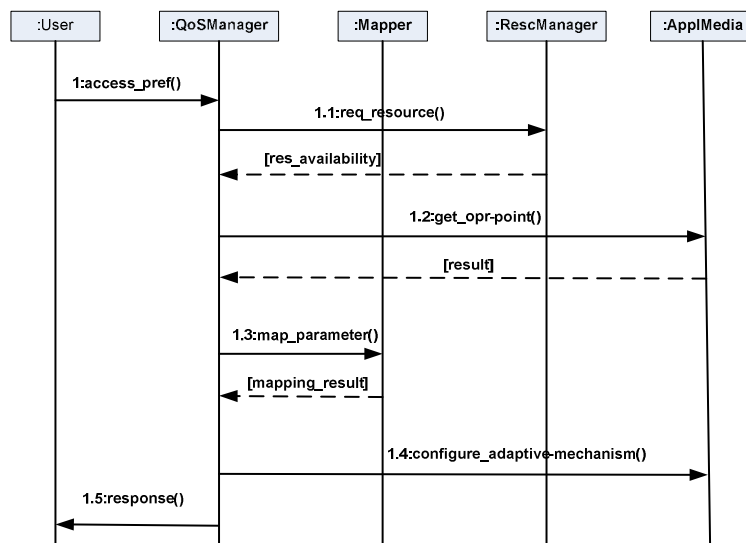 :User
:QoSManager
:Mapper
:RescManager
:ApplMedia
1:access_pref()
1.1:req_resource()
[res_availability]
1.2:get_opr-point()
[result]
1.3:map_parameter()
[mapping_result]
1.4:configure_adaptive-mechanism()
1.5:response()